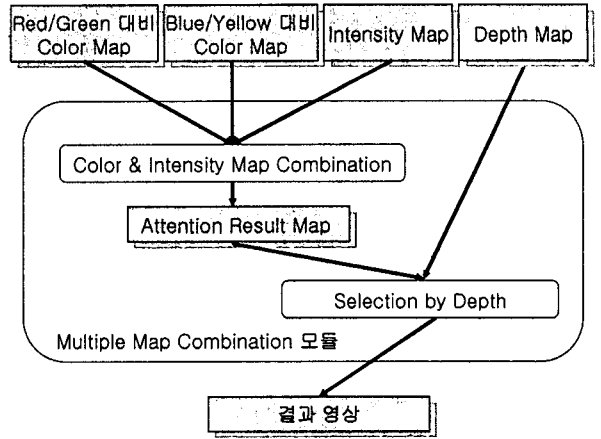 Red/Green 대비
Color Map
Blue/Yellow 대비
Color Map
Intensity Map
Depth Map
Color & Intensity Map Combination
Attention Result Map
Selection by Depth
Multiple Map Combination 모듈
결과 영상